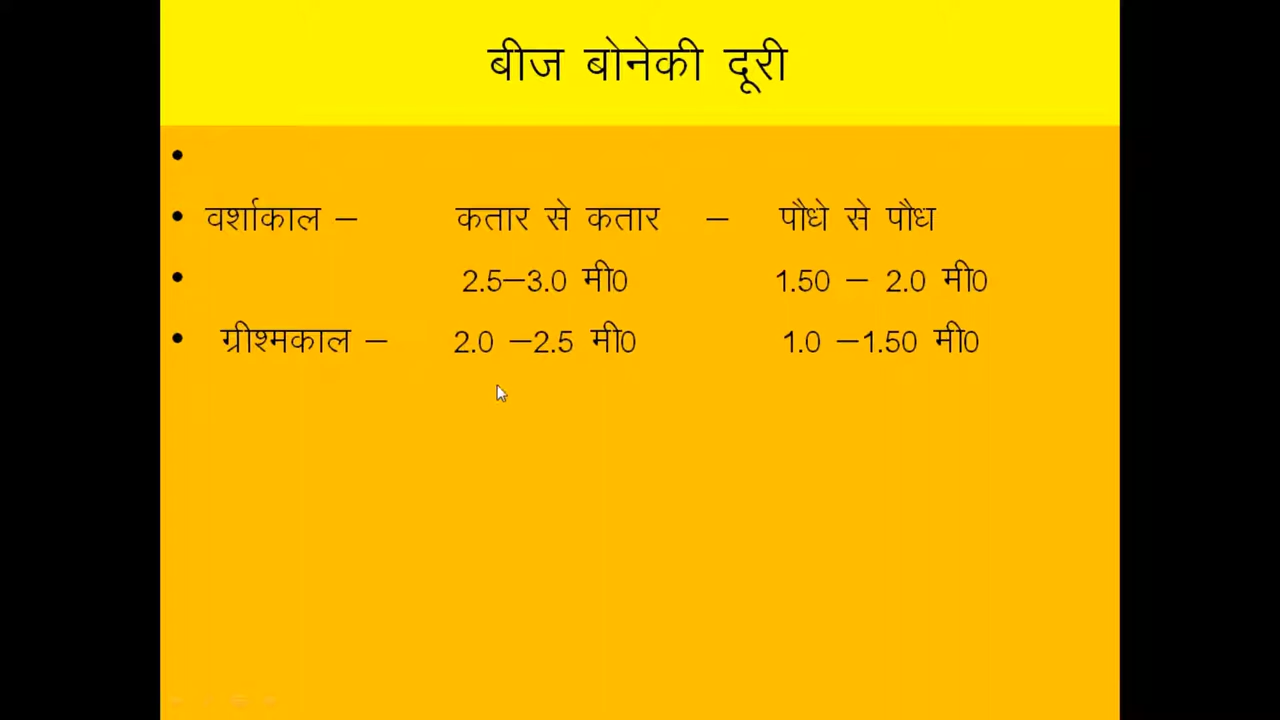 बीज बोनेकी दूरी
•
• वर्शाकाल – कतार से कतार – पौधे से पौध
• 2.5–3.0 मी0 1.50 – 2.0 मी0
• ग्रीश्मकाल – 2.0 –2.5 मी0 1.0 –1.50 मी0